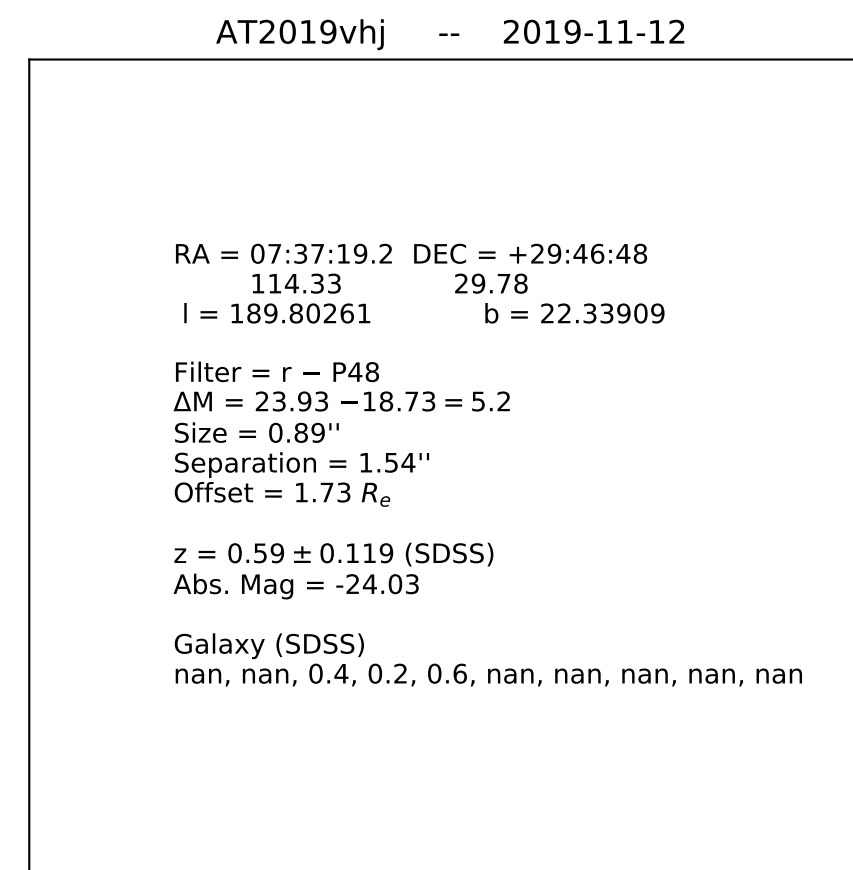 AT2019vhj -- 2019-11-12
RA = 07:37:19.2 DEC = +29:46:48
114.33 29.78
l = 189.80261 b = 22.33909
Filter = r − P48
ΔM = 23.93 −18.73 = 5.2
Size = 0.89''
Separation = 1.54''
Offset = 1.73 Rₑ
z = 0.59 ± 0.119 (SDSS)
Abs. Mag = -24.03
Galaxy (SDSS)
nan, nan, 0.4, 0.2, 0.6, nan, nan, nan, nan, nan